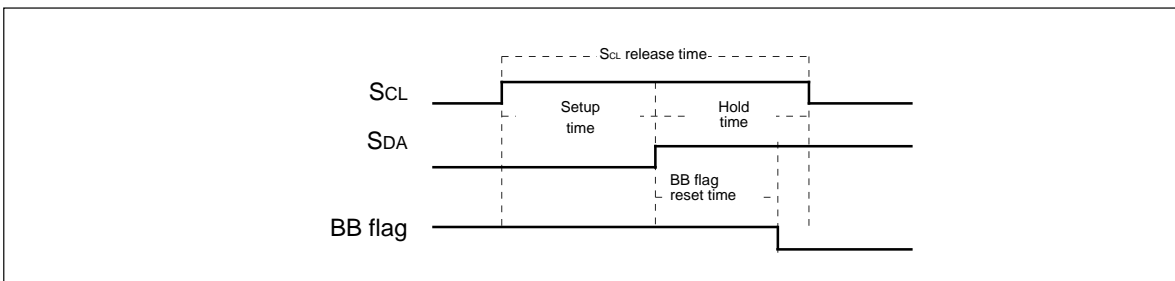 SCL release time
SCL
Setup
time
Hold
time
SDA
BB flag
reset time
BB flag